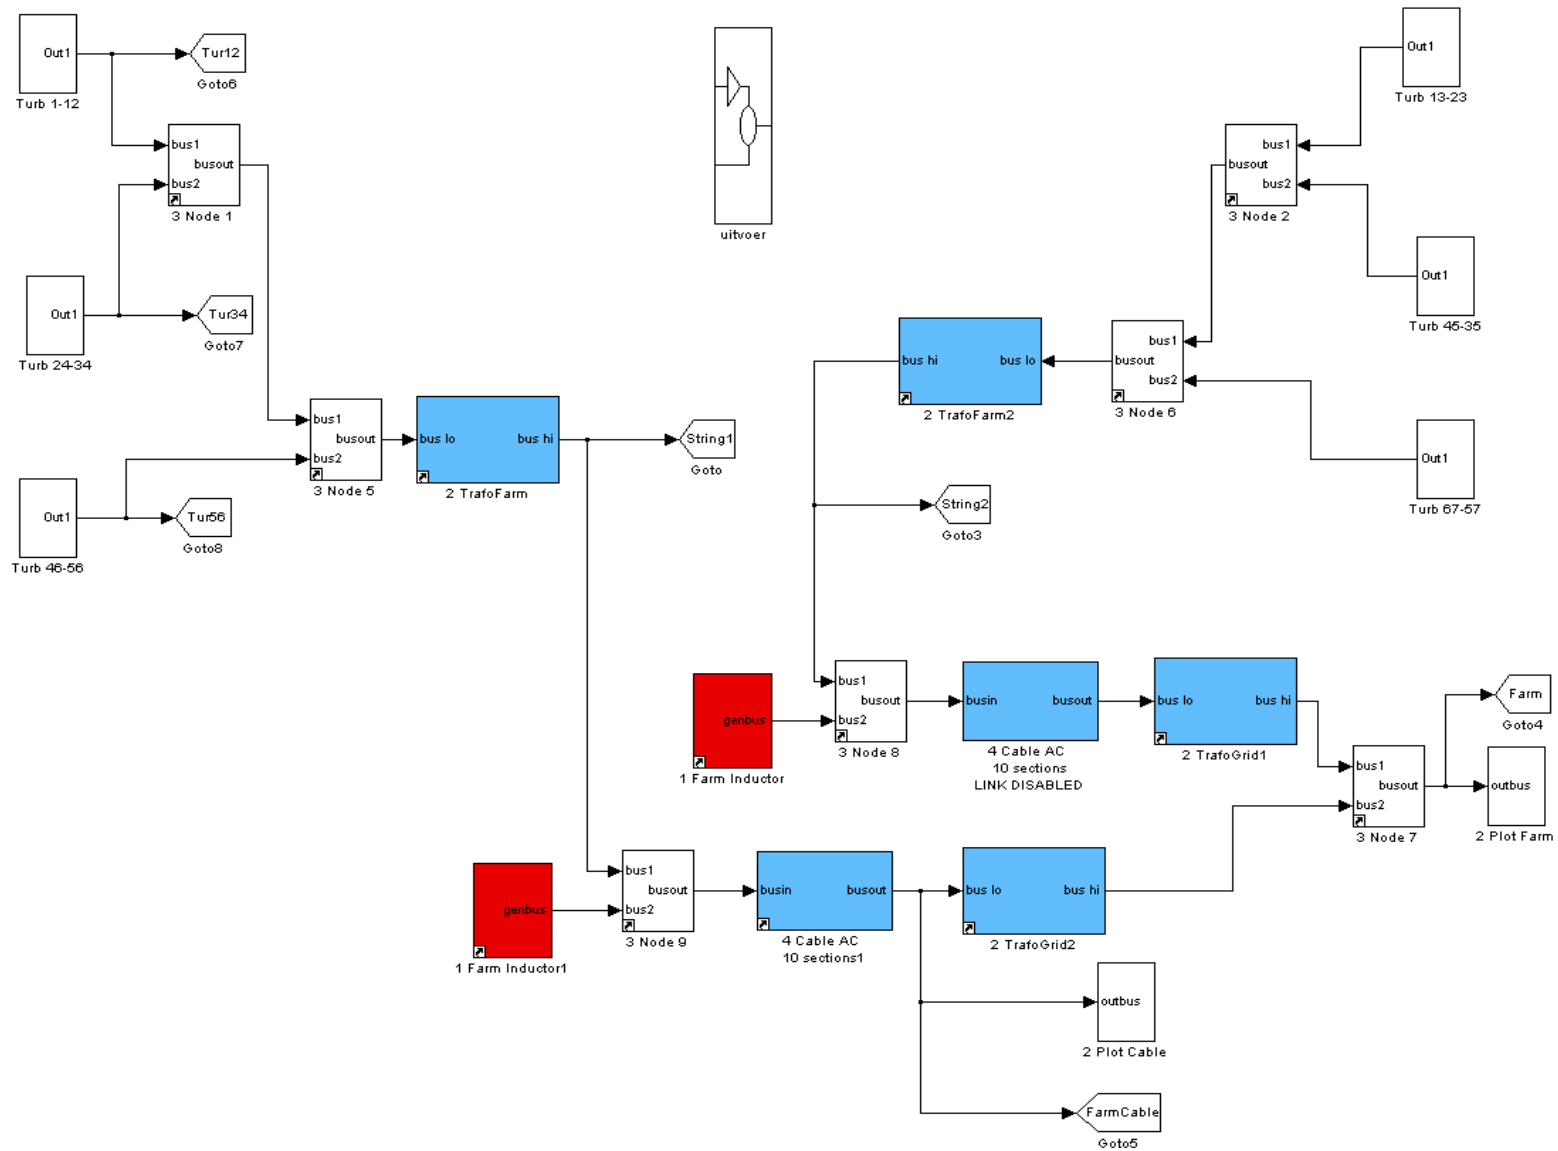 Out1
Turb 1-12
Tur12
Goto6
bus1
busout
bus2
3 Node 1
Out1
Turb 24-34
Tur34
Goto7
bus1
busout
bus2
3 Node 5
Out1
Turb 46-56
Tur56
Goto8
bus lo
bus hi
2 TrafoFarm
String1
Goto
uitvoer
Out1
Turb 13-23
bus1
busout
bus2
3 Node 2
Out1
Turb 45-35
bus hi
bus lo
2 TrafoFarm2
bus1
busout
bus2
3 Node 6
Out1
Turb 67-57
String2
Goto3
genbus
1 Farm Inductor
bus1
busout
bus2
3 Node 8
busin
busout
4 Cable AC
10 sections
LINK DISABLED
bus lo
bus hi
2 TrafoGrid1
bus1
busout
bus2
3 Node 7
Farm
Goto4
outbus
2 Plot Farm
genbus
1 Farm Inductor1
bus1
busout
bus2
3 Node 9
busin
busout
4 Cable AC
10 sections1
bus lo
bus hi
2 TrafoGrid2
outbus
2 Plot Cable
FarmCable
Goto5